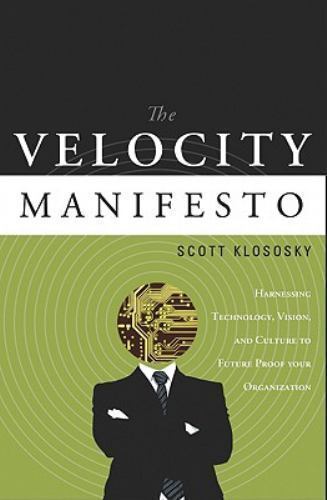 The
VELOCITY
MANIFESTO
SCOTT KLOSOSKY
HARNESSING
TECHNOLOGY, VISION,
AND CULTURE TO
FUTURE PROOF YOUR
ORGANIZATION